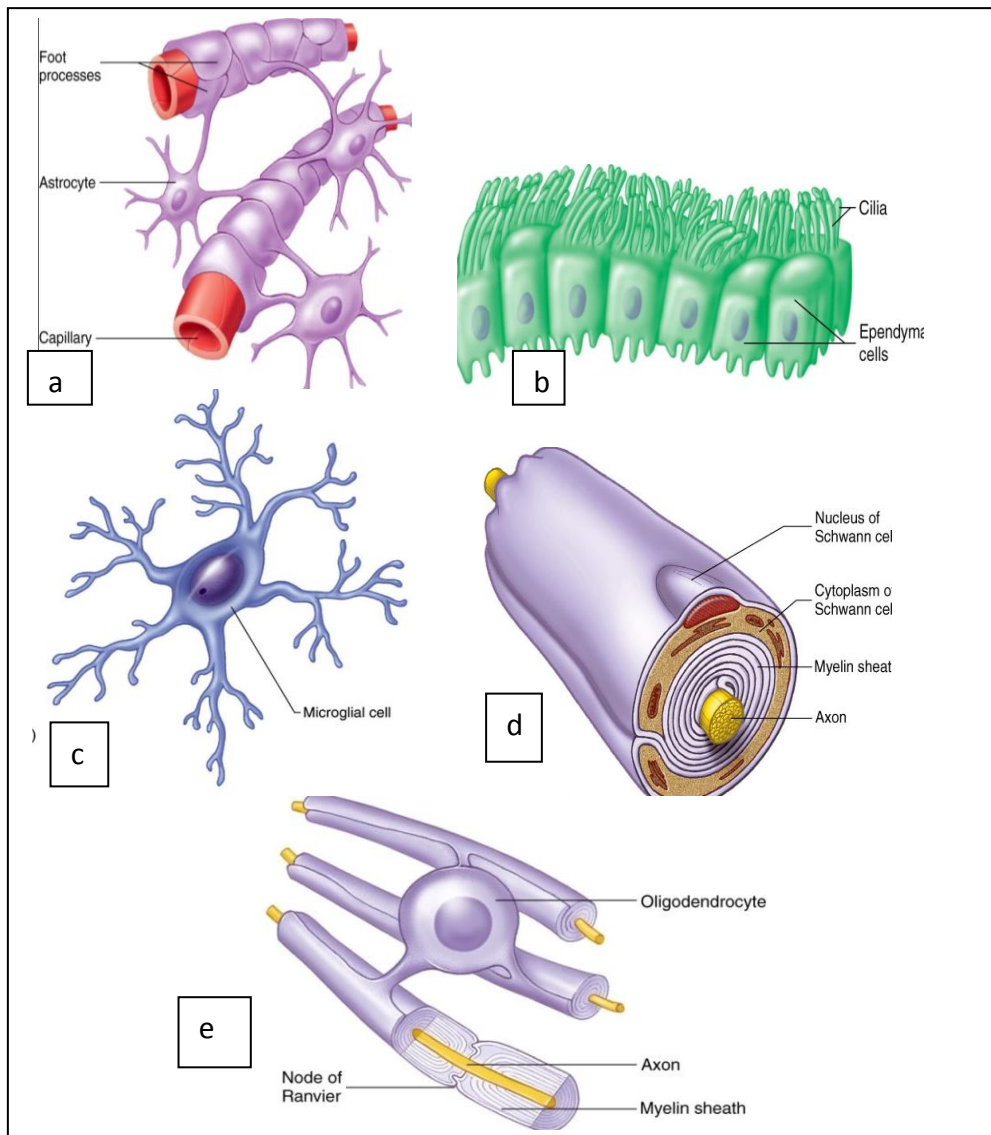 Foot
processes
Astrocyte
Capillary
a
Cilia
Ependyma
cells
b
Microglial cell
)
c
Nucleus of
Schwann cel
Cytoplasm o
Schwann cel
Myelin sheat
Axon
d
Oligodendrocyte
e
Axon
Node of
Ranvier
Myelin sheath